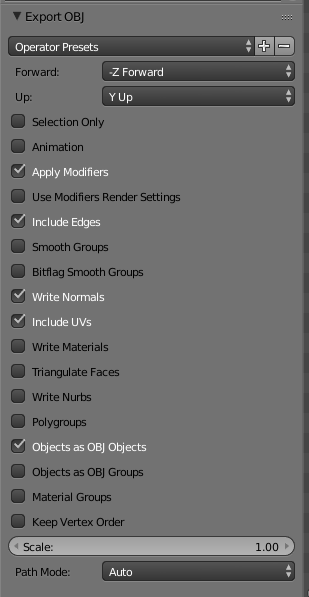 Export OBJ
Operator Presets
Forward: -Z Forward
Up: Y Up
Selection Only
Animation
Apply Modifiers
Use Modifiers Render Settings
Include Edges
Smooth Groups
Bitflag Smooth Groups
Write Normals
Include UVs
Write Materials
Triangulate Faces
Write Nurbs
Polygroups
Objects as OBJ Objects
Objects as OBJ Groups
Material Groups
Keep Vertex Order
Scale: 1.00
Path Mode: Auto